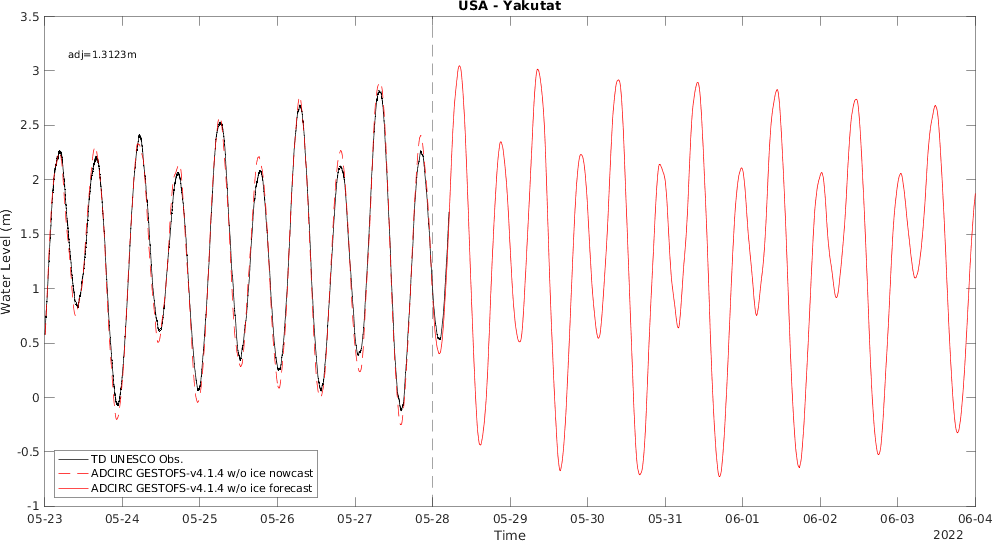 USA - Yakutat
adj=1.3123m
3.5
3
2.5
2
1.5
1
0.5
0
-0.5
-1
Water Level (m)
TD UNESCO Obs.
ADCIRC GESTOFS-v4.1.4 w/o ice nowcast
ADCIRC GESTOFS-v4.1.4 w/o ice forecast
05-23 05-24 05-25 05-26 05-27 05-28 05-29 05-30 05-31 06-01 06-02 06-03 06-04
Time
2022